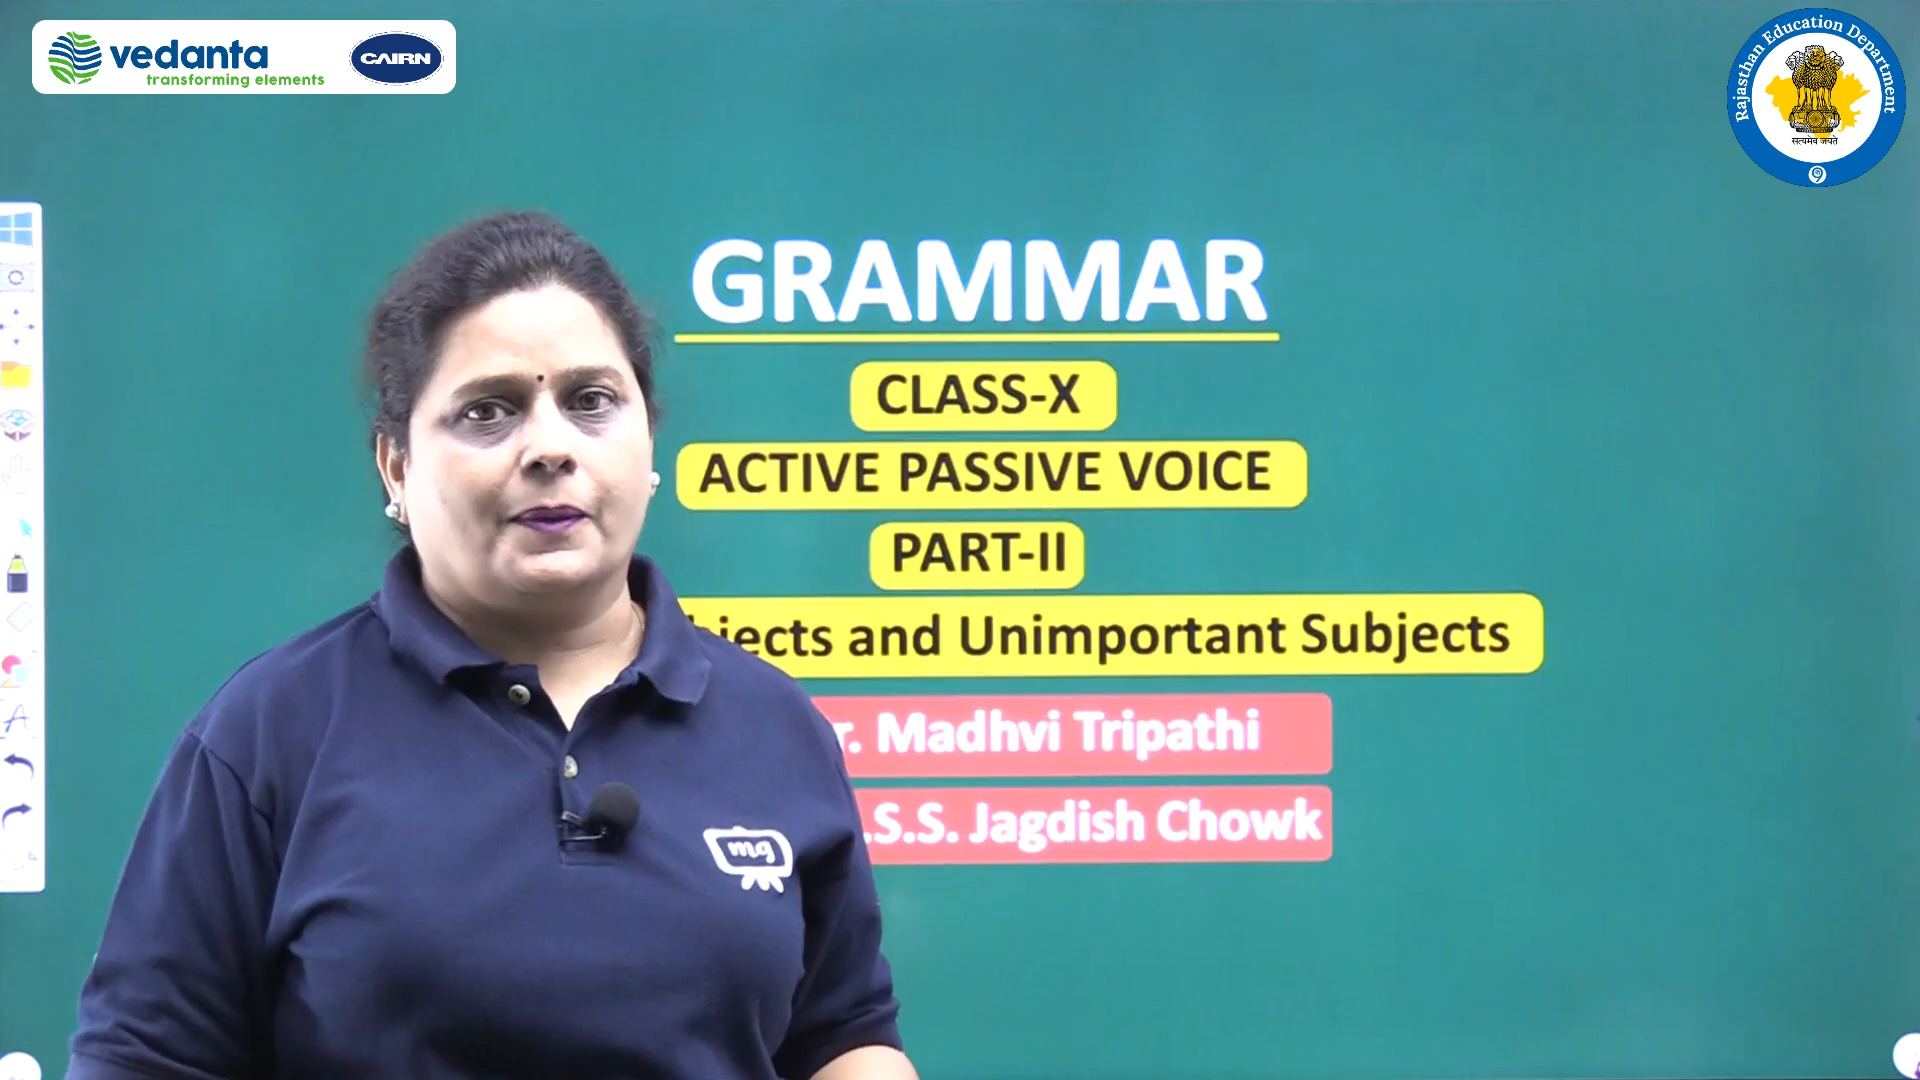 vedanta
transforming elements
CAIRN
Rajasthan Education Department
सत्यमेव जयते
GRAMMAR
CLASS-X
ACTIVE PASSIVE VOICE
PART-II
and Unimportant Subjects
Madhvi Tripathi
.S.S. Jagdish Chowk
mg